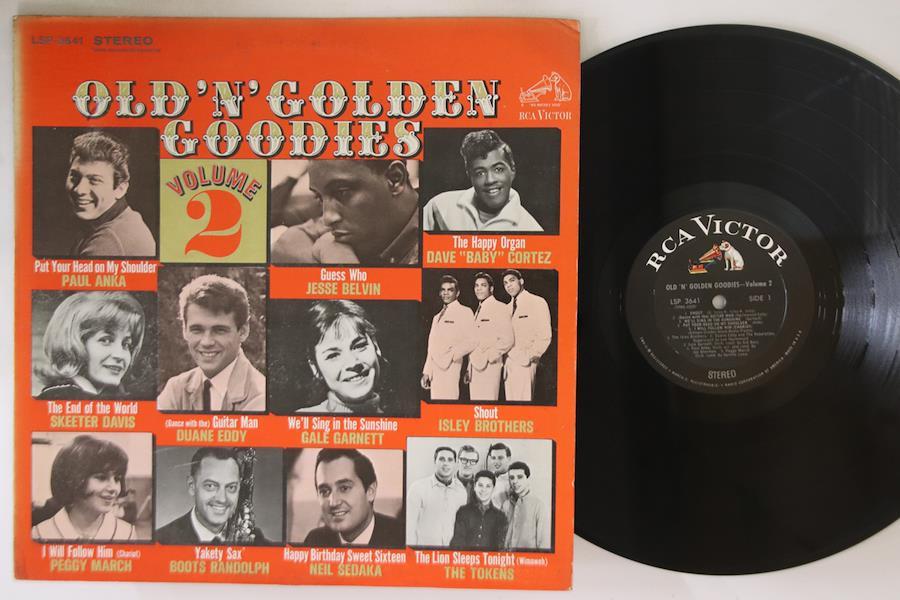 LSP-3641 STEREO
OLD 'N' GOLDEN
GOODIES
"HIS MASTER'S VOICE"
RCA VICTOR
VOLUME
2
Put Your Head on My Shoulder
PAUL ANKA
Guess Who
JESSE BELVIN
The Happy Organ
DAVE "BABY" CORTEZ
The End of the World
SKEETER DAVIS
(Dance with the) Guitar Man
DUANE EDDY
We'll Sing in the Sunshine
GALE GARNETT
Shout
ISLEY BROTHERS
I Will Follow Him (Chariot)
PEGGY MARCH
Yakety Sax
BOOTS RANDOLPH
Happy Birthday Sweet Sixteen
NEIL SEDAKA
The Lion Sleeps Tonight (Wimoweh)
THE TOKENS
RCA VICTOR
OLD 'N' GOLDEN GOODIES—Volume 2
LSP 3641
SIDE 1
STEREO